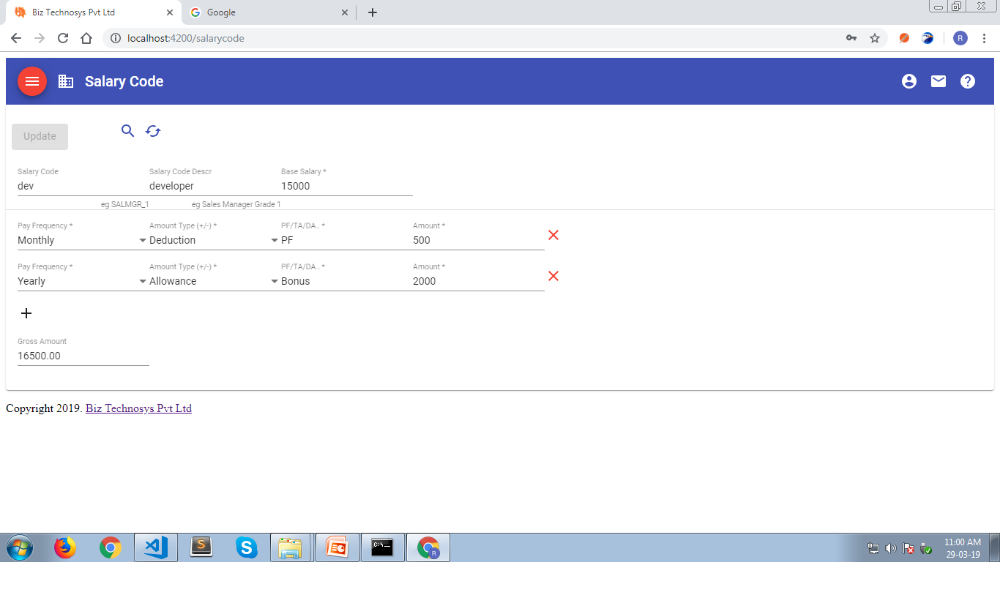 Biz Technosys Pvt Ltd
Google
localhost:4200/salarycode
R
Salary Code
Update
Salary Code Salary Code Descr Base Salary *
dev developer 15000
eg SALMGR_1 eg Sales Manager Grade 1
Pay Frequency * Amount Type (+/-) * PF/TA/DA.. * Amount *
Monthly Deduction PF 500
Pay Frequency * Amount Type (+/-) * PF/TA/DA.. * Amount *
Yearly Allowance Bonus 2000
Gross Amount
16500.00
Copyright 2019. Biz Technosys Pvt Ltd
S
S
C:\
R
11:00 AM
29-03-19